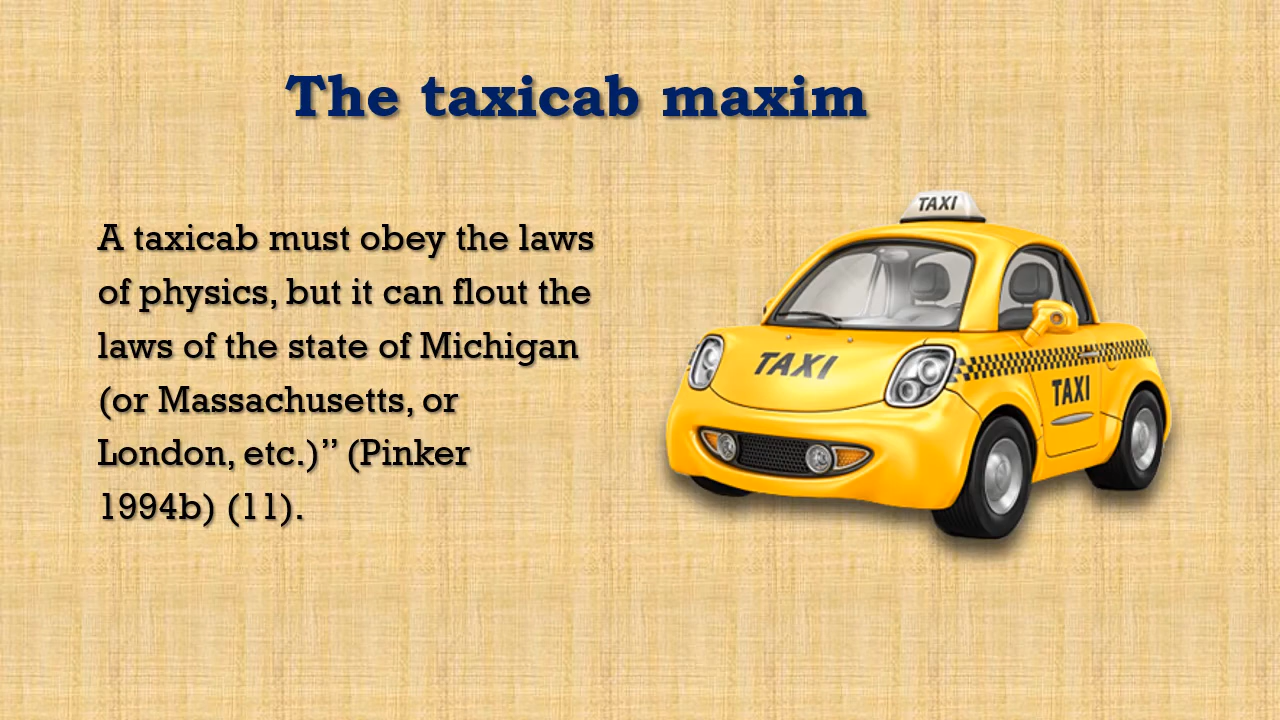 The taxicab maxim
A taxicab must obey the laws
of physics, but it can flout the
laws of the state of Michigan
(or Massachusetts, or
London, etc.)” (Pinker
1994b) (11).
TAXI
TAXI
TAXI